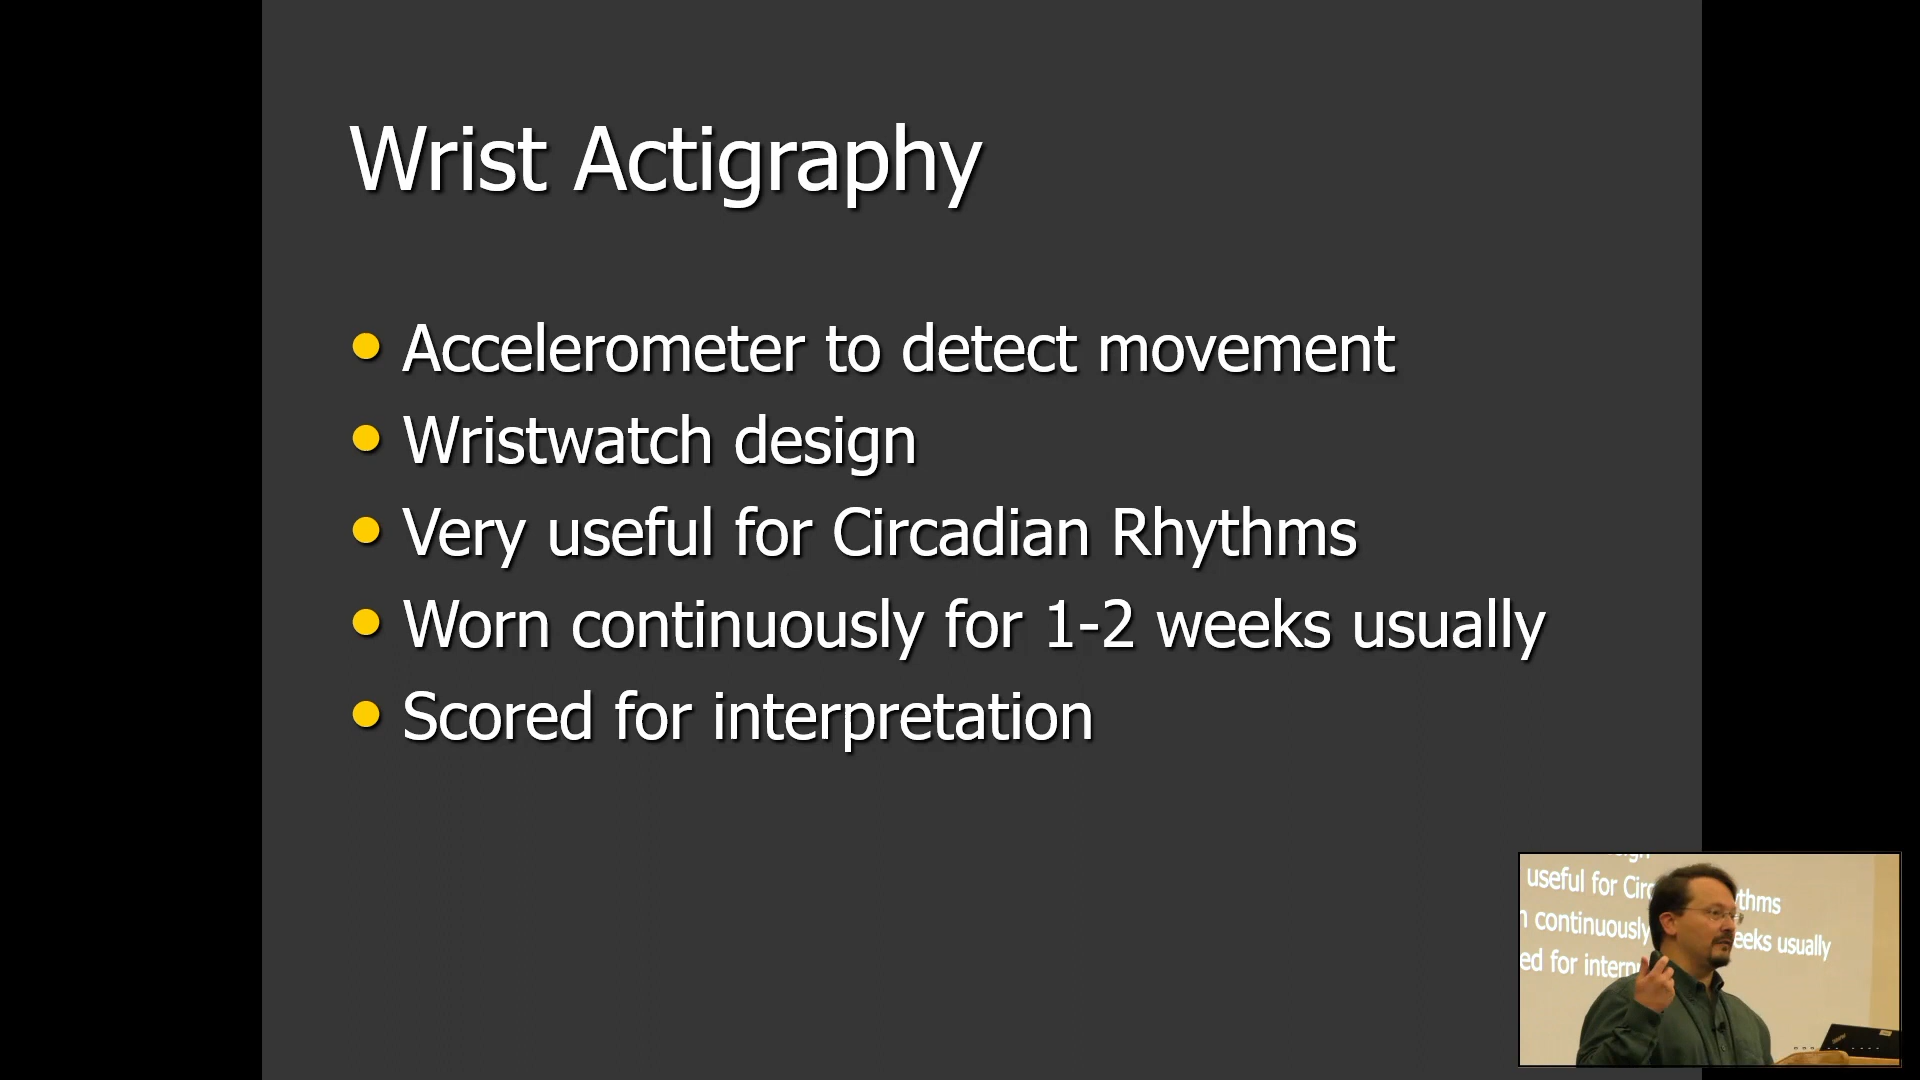 Wrist Actigraphy
Accelerometer to detect movement
Wristwatch design
Very useful for Circadian Rhythms
Worn continuously for 1-2 weeks usually
Scored for interpretation
useful for Circ thms
continuously eeks usually
ed for interp